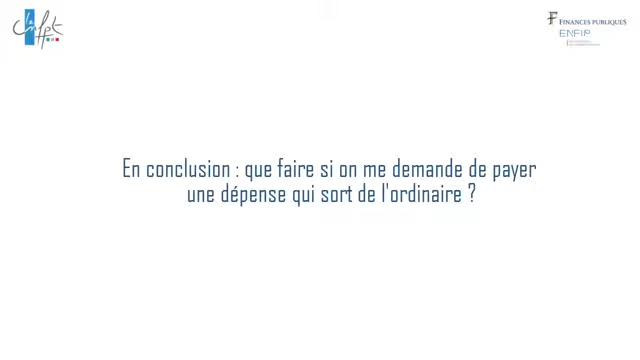 cnfpt
FINANCES PUBLIQUES
ENFIP
En conclusion : que faire si on me demande de payer
une dépense qui sort de l'ordinaire ?